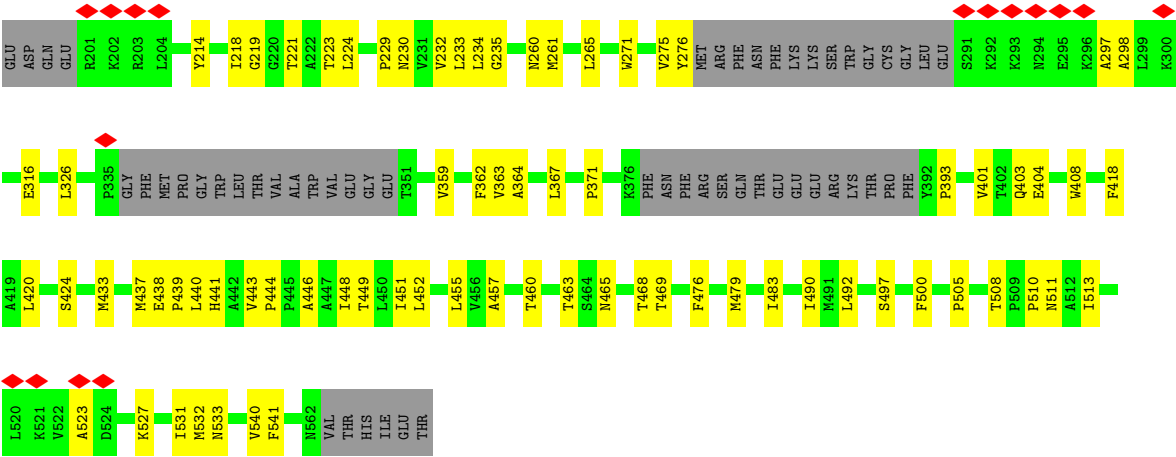 GLU ASP GLN GLU R201 K202 R203 L204 Y214 I218 G219 G220 T221 A222 T223 L224 P229 N230 V231 V232 L233 L234 G235 N260 M261 L265 W271 V275 Y276 MET ARG PHE ASN PHE LYS LYS SER TRP GLY CYS GLY LEU GLU S291 K292 K293 N294 E295 K296 A297 A298 L299 K300
E316 L326 P335 GLY PHE MET PRO GLY TRP LEU THR VAL ALA TRP VAL GLU GLY GLU T351 V359 F362 V363 A364 L367 P371 K376 PHE ASN PHE ARG SER GLN THR GLU GLU GLU ARG LYS THR PRO PHE Y392 P393 V401 T402 Q403 E404 W408 F418
A419 L420 S424 M433 M437 E438 P439 L440 H441 A442 V443 P444 P445 A446 A447 I448 T449 L450 I451 L452 L455 V456 A457 T460 T463 S464 N465 T468 T469 F476 M479 I483 I490 M491 L492 S497 F500 P505 T508 P509 P510 N511 A512 I513
L520 K521 V522 A523 D524 K527 I531 M532 N533 V540 F541 N562 VAL THR HIS ILE GLU THR